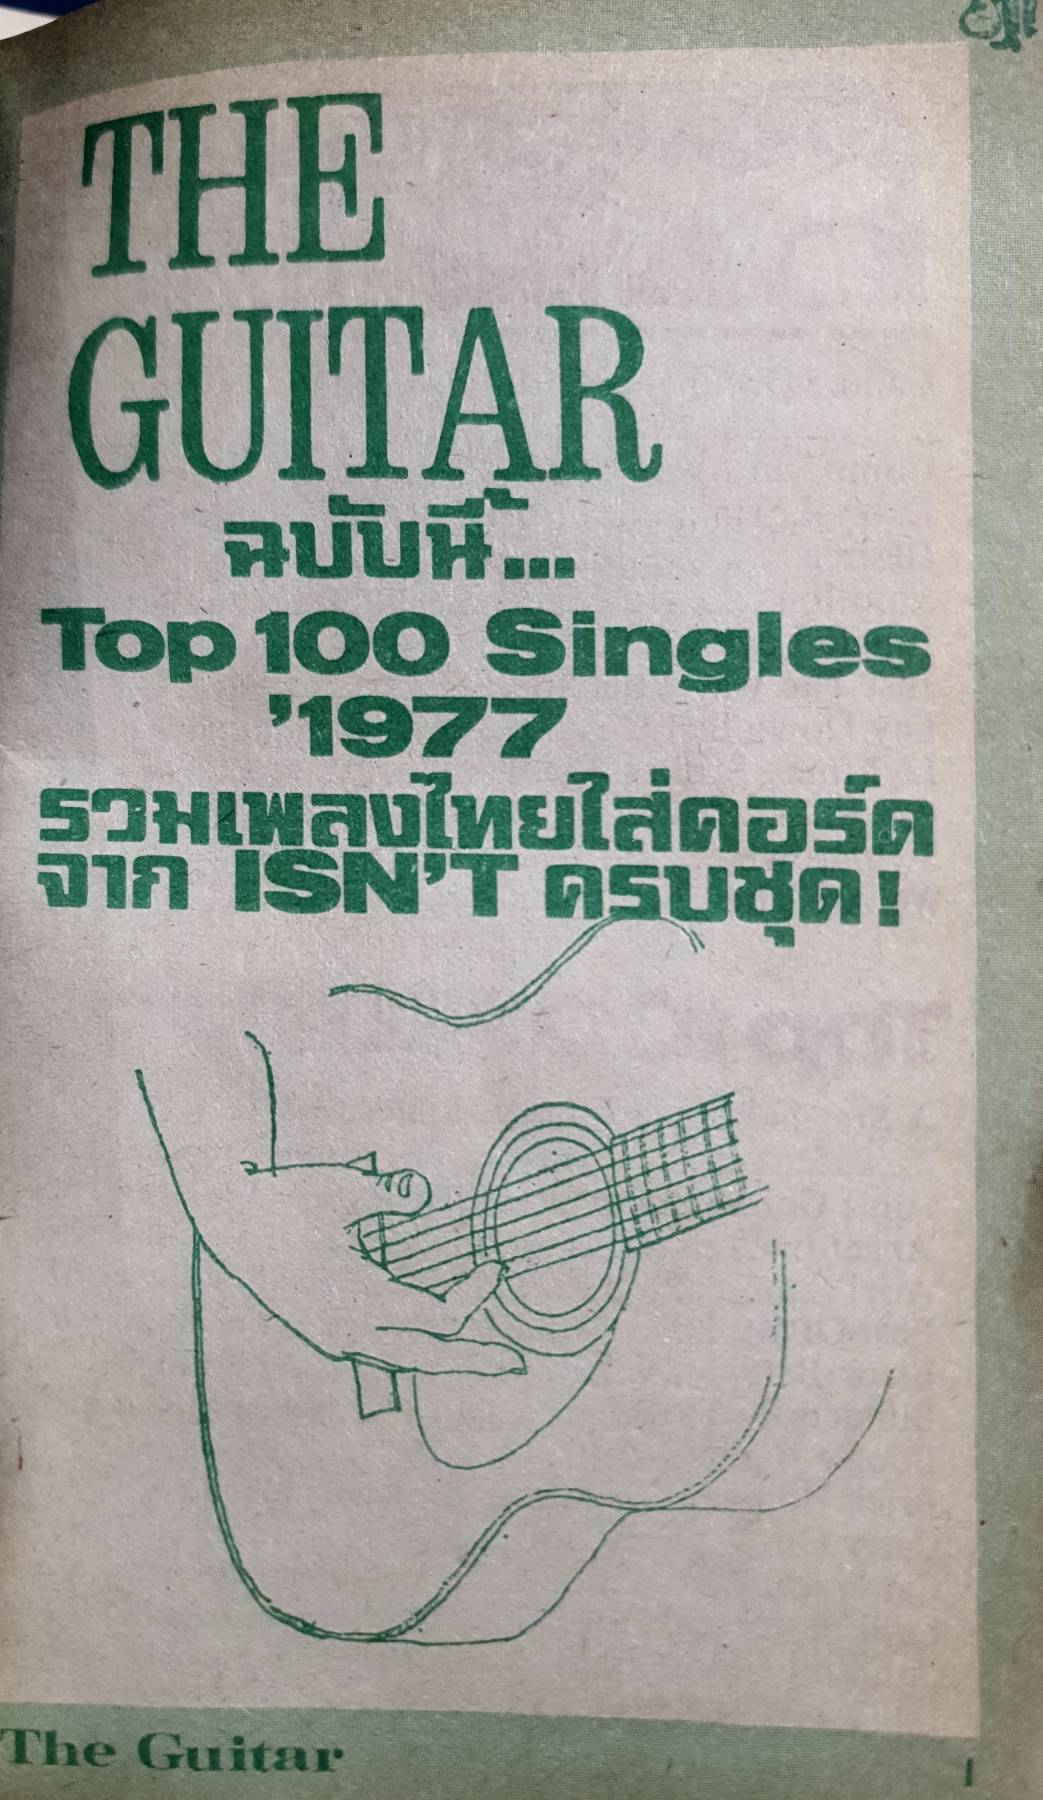 THE
GUITAR
ฉบับนี้...
Top 100 Singles
'1977
รวมเพลงไทยใส่คอร์ด
จาก ISN'T ครบชุด!
The Guitar
1